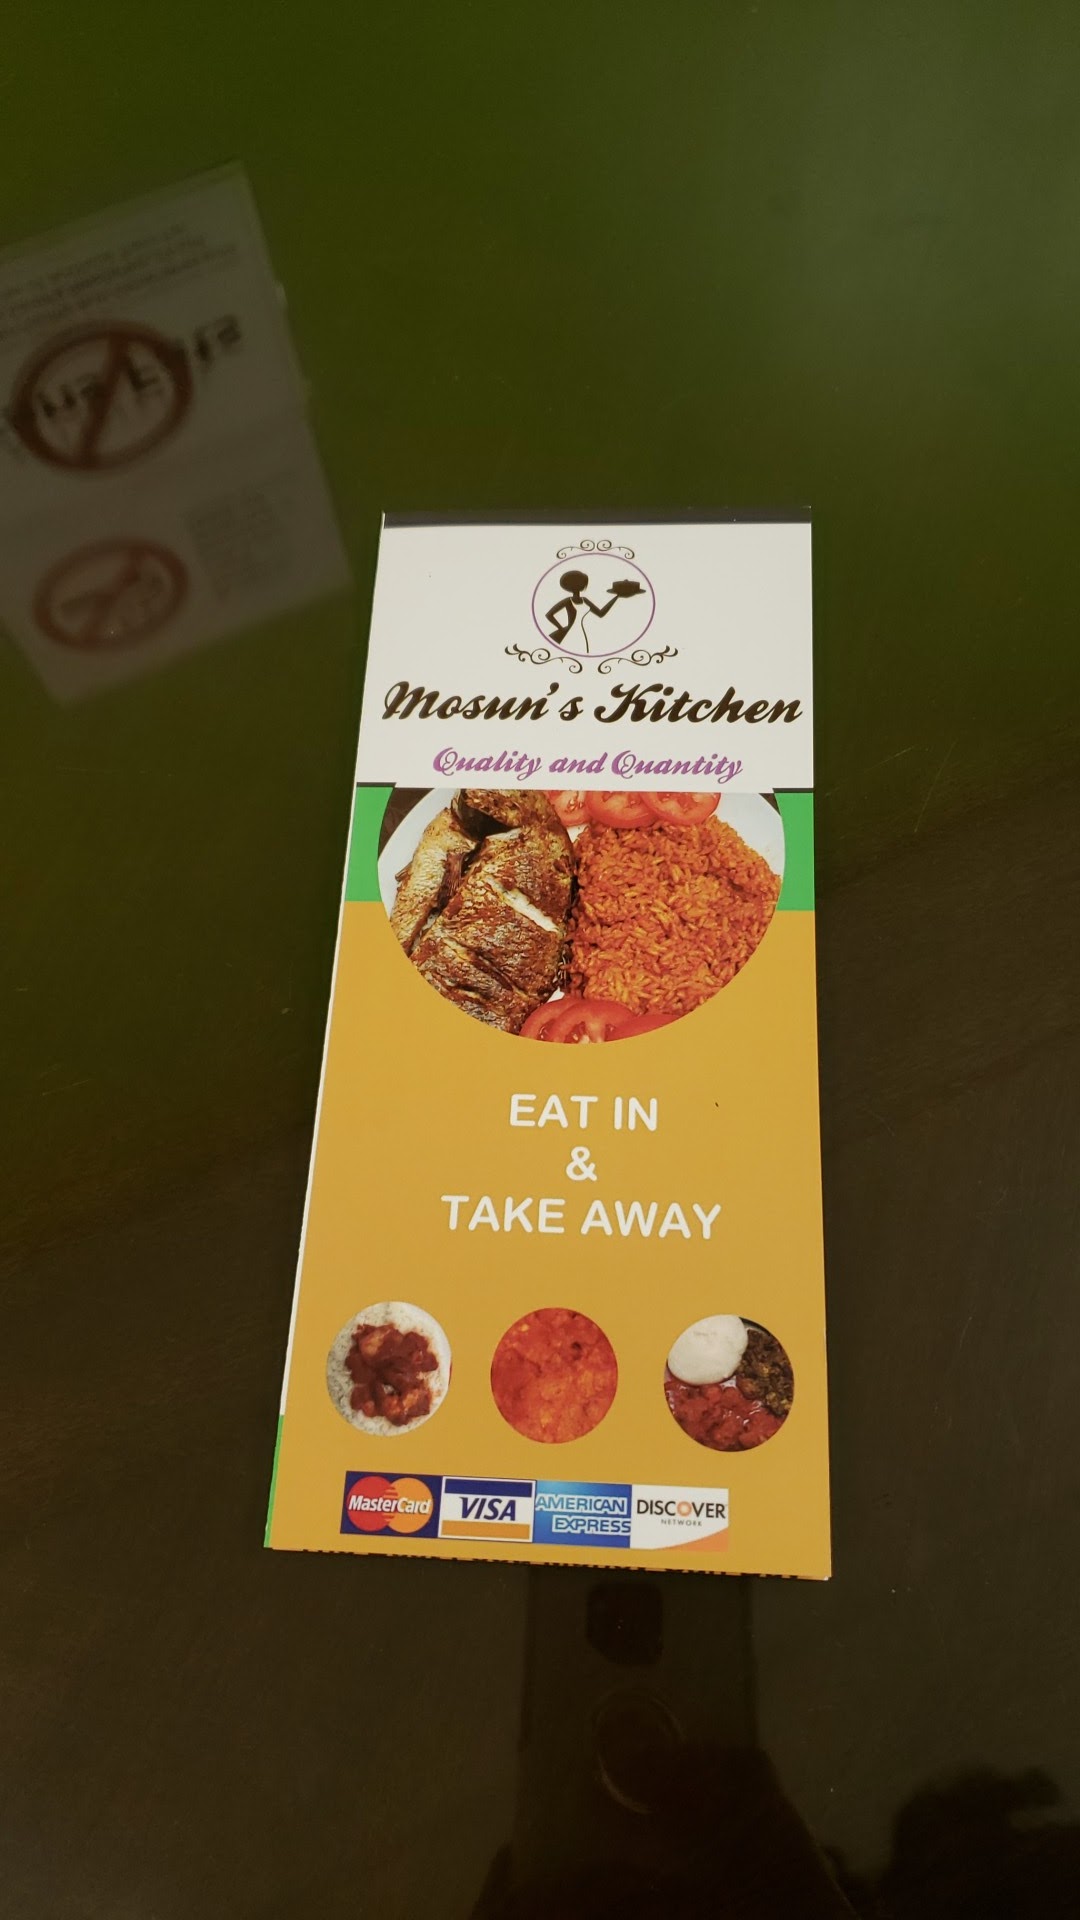 Mosun's Kitchen
Quality and Quantity
EAT IN
&
TAKE AWAY
MasterCard
VISA
AMERICAN
EXPRESS
DISCOVER
NETWORK